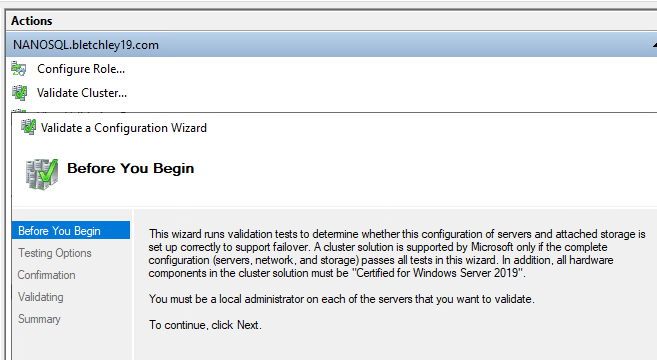 Actions
NANOSQL.bletchley19.com
Configure Role...
Validate Cluster...
Validate a Configuration Wizard
Before You Begin
Before You Begin
Testing Options
Confirmation
Validating
Summary
This wizard runs validation tests to determine whether this configuration of servers and attached storage is
set up correctly to support failover. A cluster solution is supported by Microsoft only if the complete
configuration (servers, network, and storage) passes all tests in this wizard. In addition, all hardware
components in the cluster solution must be "Certified for Windows Server 2019".
You must be a local administrator on each of the servers that you want to validate.
To continue, click Next.